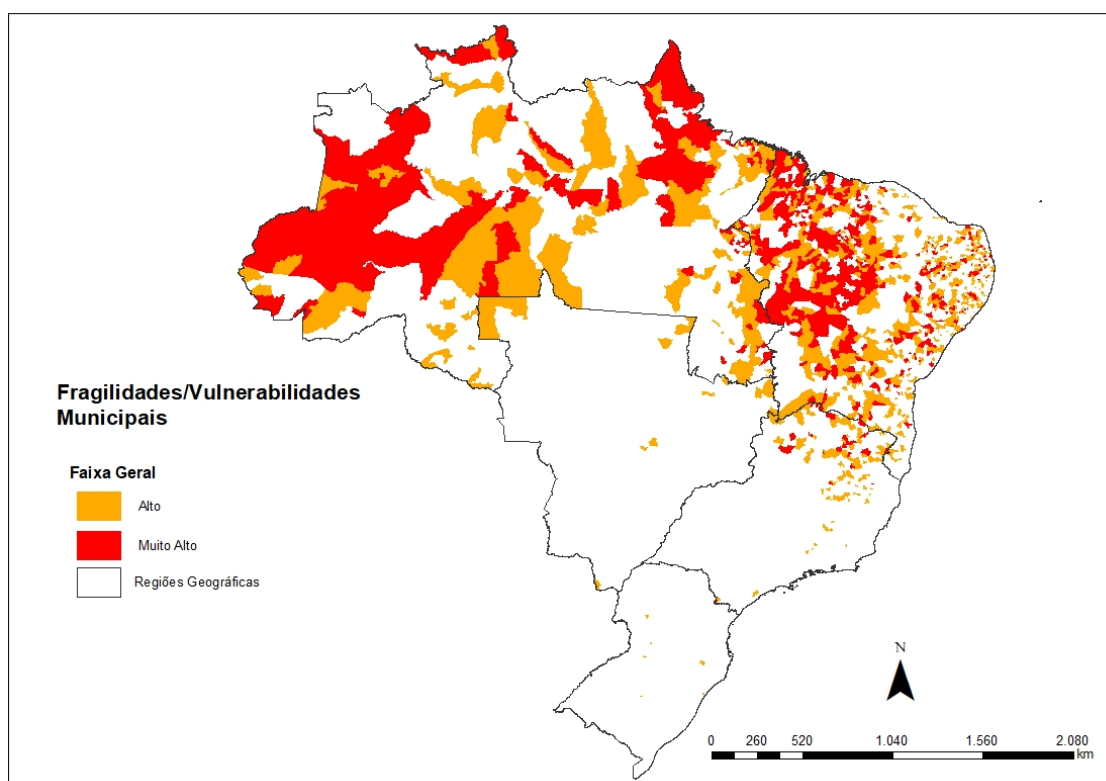 Fragilidades/Vulnerabilidades
Municipais
Faixa Geral
Alto
Muito Alto
Regiões Geográficas
N
0 260 520 1.040 1.560 2.080
km